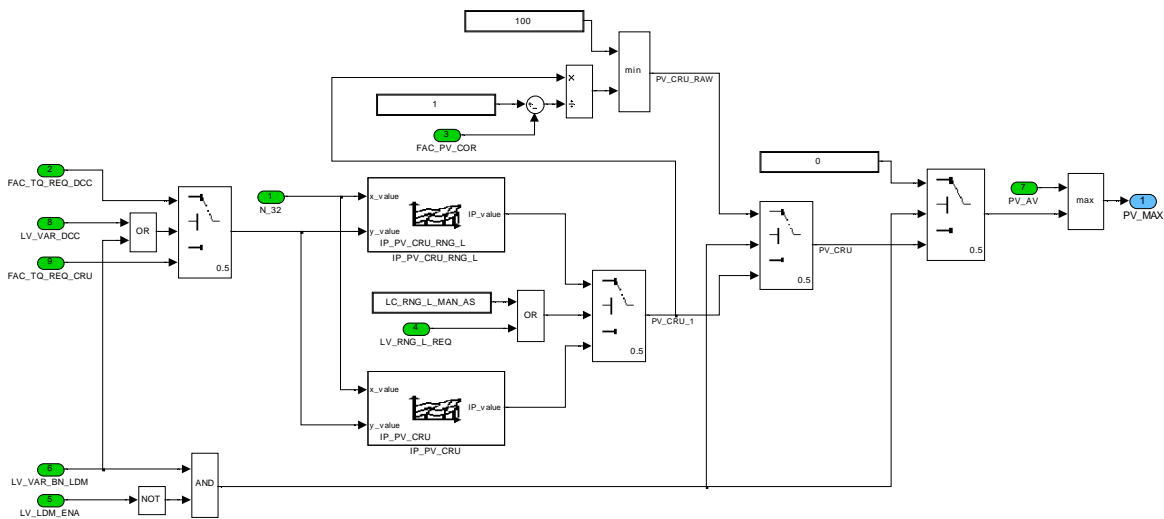 100
min
PV_CRU_RAW
×
÷
1
+
-
3
FAC_PV_COR
0
2
FAC_TQ_REQ_DCC
8
LV_VAR_DCC
OR
9
FAC_TQ_REQ_CRU
0.5
1
N_32
x_value
y_value
IP_value
IP_PV_CRU_RNG_L
IP_PV_CRU_RNG_L
7
PV_AV
max
1
PV_MAX
PV_CRU
0.5
0.5
LC_RNG_L_MAN_AS
OR
4
LV_RNG_L_REQ
PV_CRU_1
0.5
x_value
y_value
IP_value
IP_PV_CRU
IP_PV_CRU
6
LV_VAR_BN_LDM
AND
5
LV_LDM_ENA
NOT